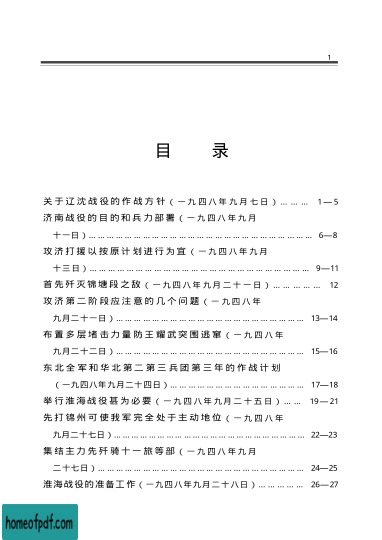 1
目 录
关于辽沈战役的作战方针（一九四八年九月七日）……… 1—5
济南战役的目的和兵力部署（一九四八年九月
十一日）………………………………………………………………… 6—8
攻济打援以按原计划进行为宜（一九四八年九月
十三日）………………………………………………………………… 9—11
首先歼灭锦塘段之敌（一九四八年九月二十一日）…………… 12
攻济第二阶段应注意的几个问题（一九四八年
九月二十一日）………………………………………………………… 13—14
布置多层堵击力量防王耀武突围逃窜（一九四八年
九月二十二日）………………………………………………………… 15—16
东北全军和华北第二第三兵团第三年的作战计划
（一九四八年九月二十四日）……………………………………… 17—18
举行淮海战役甚为必要（一九四八年九月二十五日）…… 19—21
先打锦州可使我军完全处于主动地位（一九四八年
九月二十七日）………………………………………………………… 22—23
集结主力先歼骑十一旅等部（一九四八年九月
二十七日）……………………………………………………………… 24—25
淮海战役的准备工作（一九四八年九月二十八日）………… 26—27
homeofpdf.com